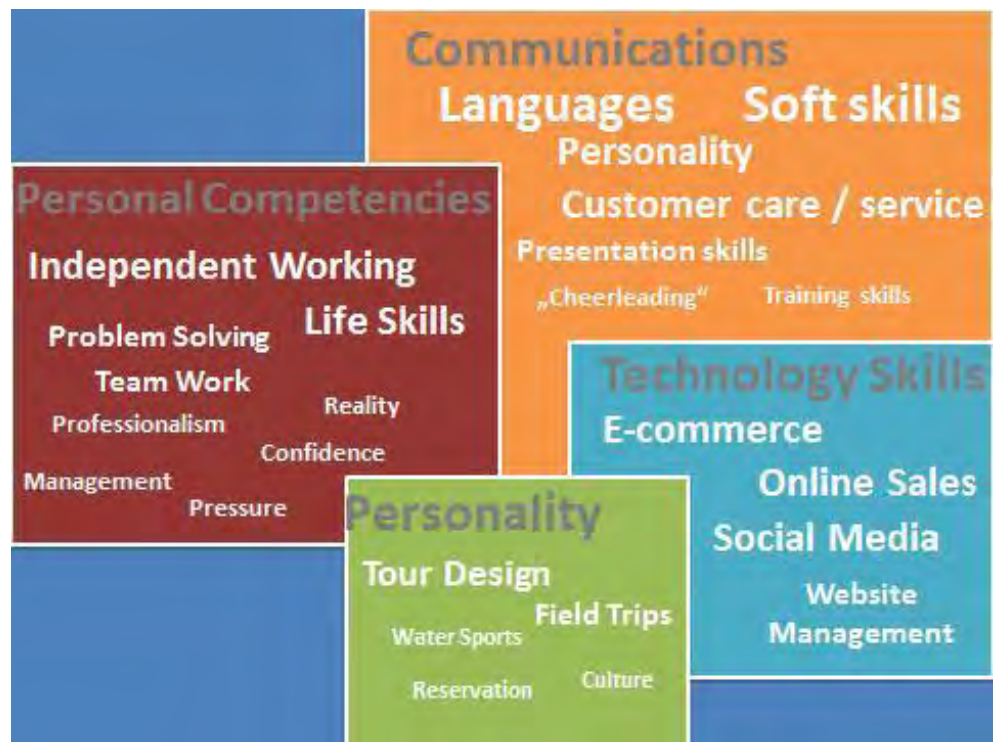 Communications
Languages Soft skills
Personality
Customer care / service
Presentation skills
„Cheerleading“ Training skills
Personal Competencies
Independent Working
Life Skills
Problem Solving
Team Work
Reality
Professionalism
Confidence
Management
Pressure
Technology Skills
E-commerce
Online Sales
Social Media
Website
Management
Personality
Tour Design
Field Trips
Water Sports
Culture
Reservation